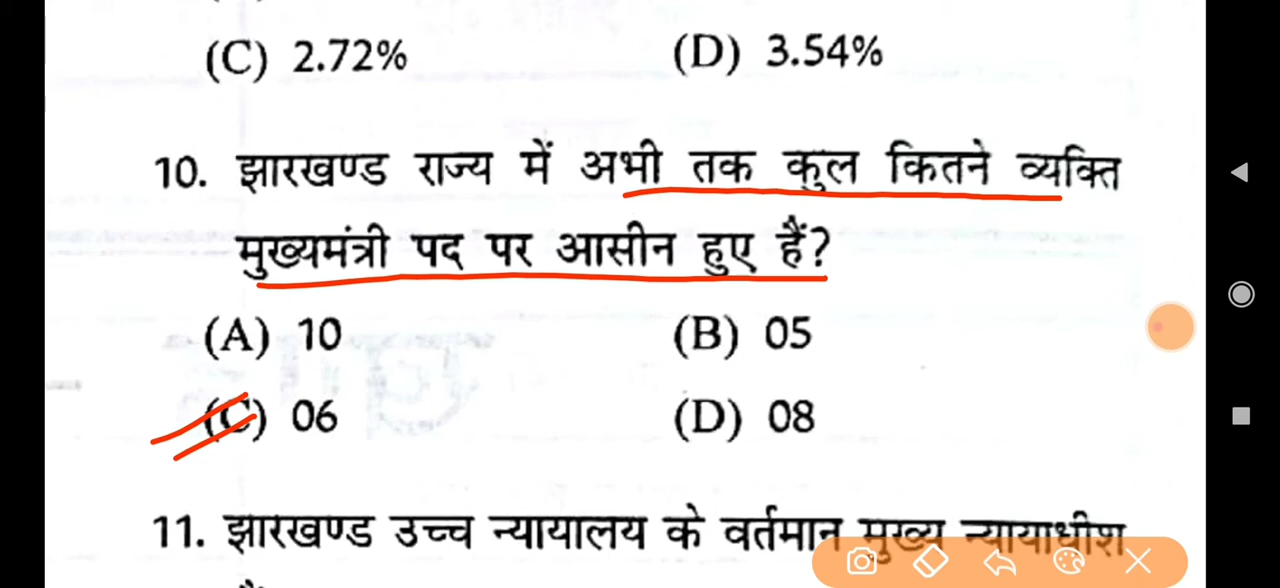 (C) 2.72% (D) 3.54%
10. झारखण्ड राज्य में अभी तक कुल कितने व्यक्ति
मुख्यमंत्री पद पर आसीन हुए हैं?
(A) 10 (B) 05
(C) 06 (D) 08
11. झारखण्ड उच्च न्यायालय के वर्तमान मुख्य न्यायाधीश